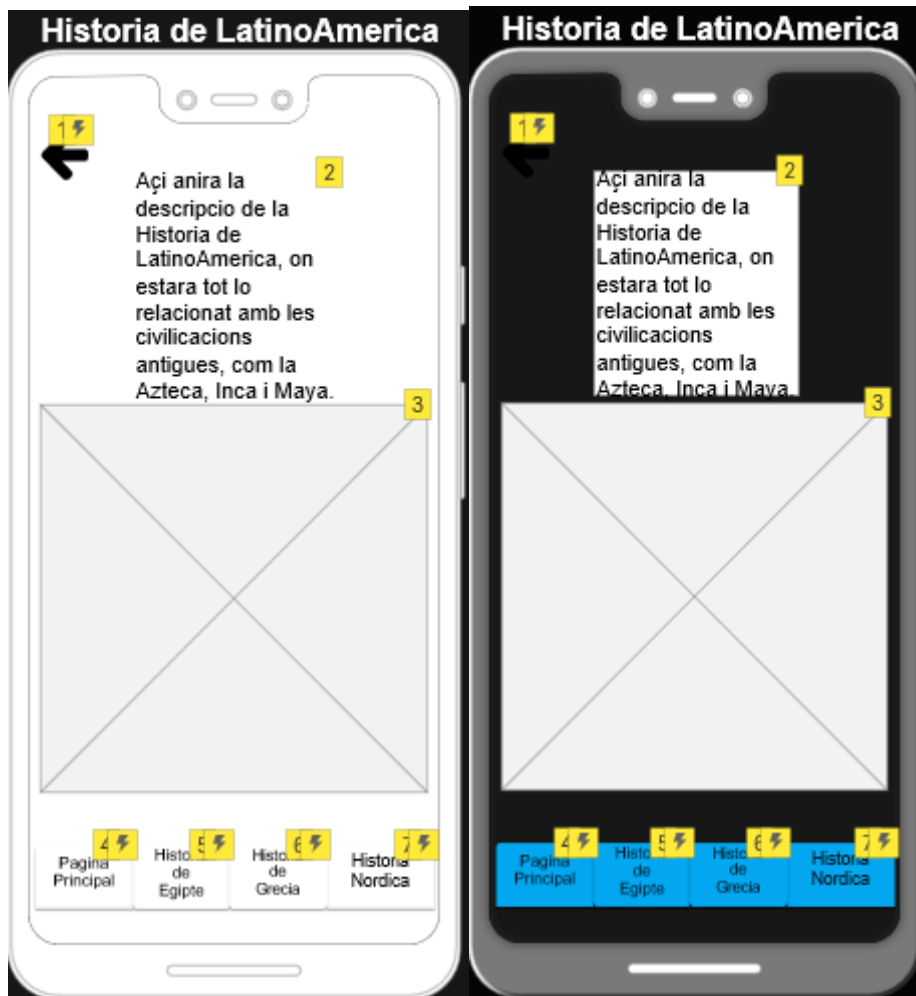 Historia de LatinoAmerica
1
2
Açi anira la
descripcio de la
Historia de
LatinoAmerica, on
estara tot lo
relacionat amb les
civilicacions
antigues, com la
Azteca, Inca i Maya.
3
4
5
6
7
Pagina
Principal
Historia
de
Egipte
Historia
de
Grecia
Historia
Nordica
Historia de LatinoAmerica
1
2
Açi anira la
descripcio de la
Historia de
LatinoAmerica, on
estara tot lo
relacionat amb les
civilicacions
antigues, com la
Azteca, Inca i Maya.
3
4
5
6
7
Pagina
Principal
Historia
de
Egipte
Historia
de
Grecia
Historia
Nordica